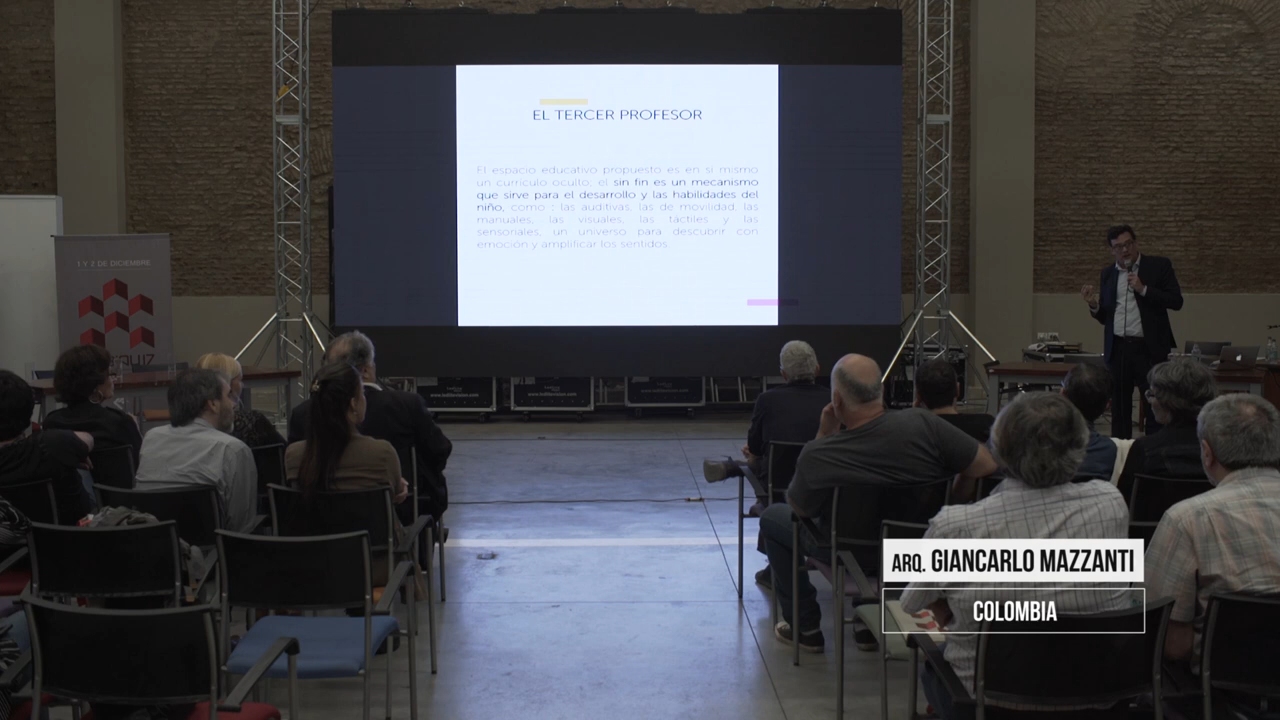 EL TERCER PROFESOR
El espacio educativo propuesto es en si mismo
un currículo oculto; el sin fin es un mecanismo
que sirve para el desarrollo y las habilidades del
niño, como : las auditivas, las de movilidad, las
manuales, las visuales, las táctiles y las
sensoriales, un universo para descubrir con
emoción y amplificar los sentidos.
1 Y 2 DE DICIEMBRE
ARQ. GIANCARLO MAZZANTI
COLOMBIA